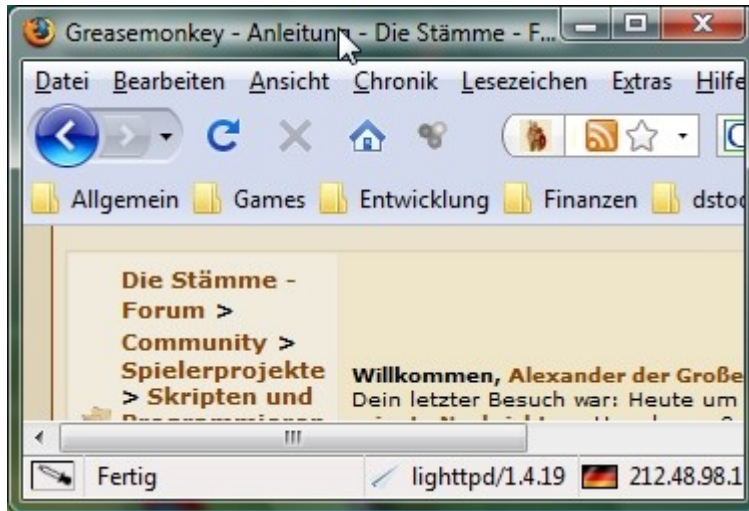 Greasemonkey - Anleitung - Die Stämme - F...
Datei Bearbeiten Ansicht Chronik Lesezeichen Extras Hilfe
Allgemein Games Entwicklung Finanzen dstoc
Die Stämme -
Forum >
Community >
Spielerprojekte
> Skripten und
Programmieren
Willkommen, Alexander der Große
Dein letzter Besuch war: Heute um
Fertig lighttpd/1.4.19 212.48.98.1